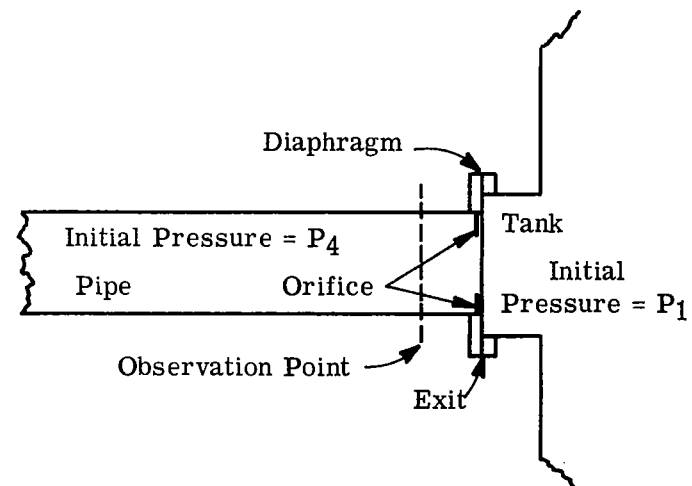 Diaphragm
Tank
Initial Pressure = P4
Pipe
Orifice
Initial
Pressure = P1
Observation Point
Exit